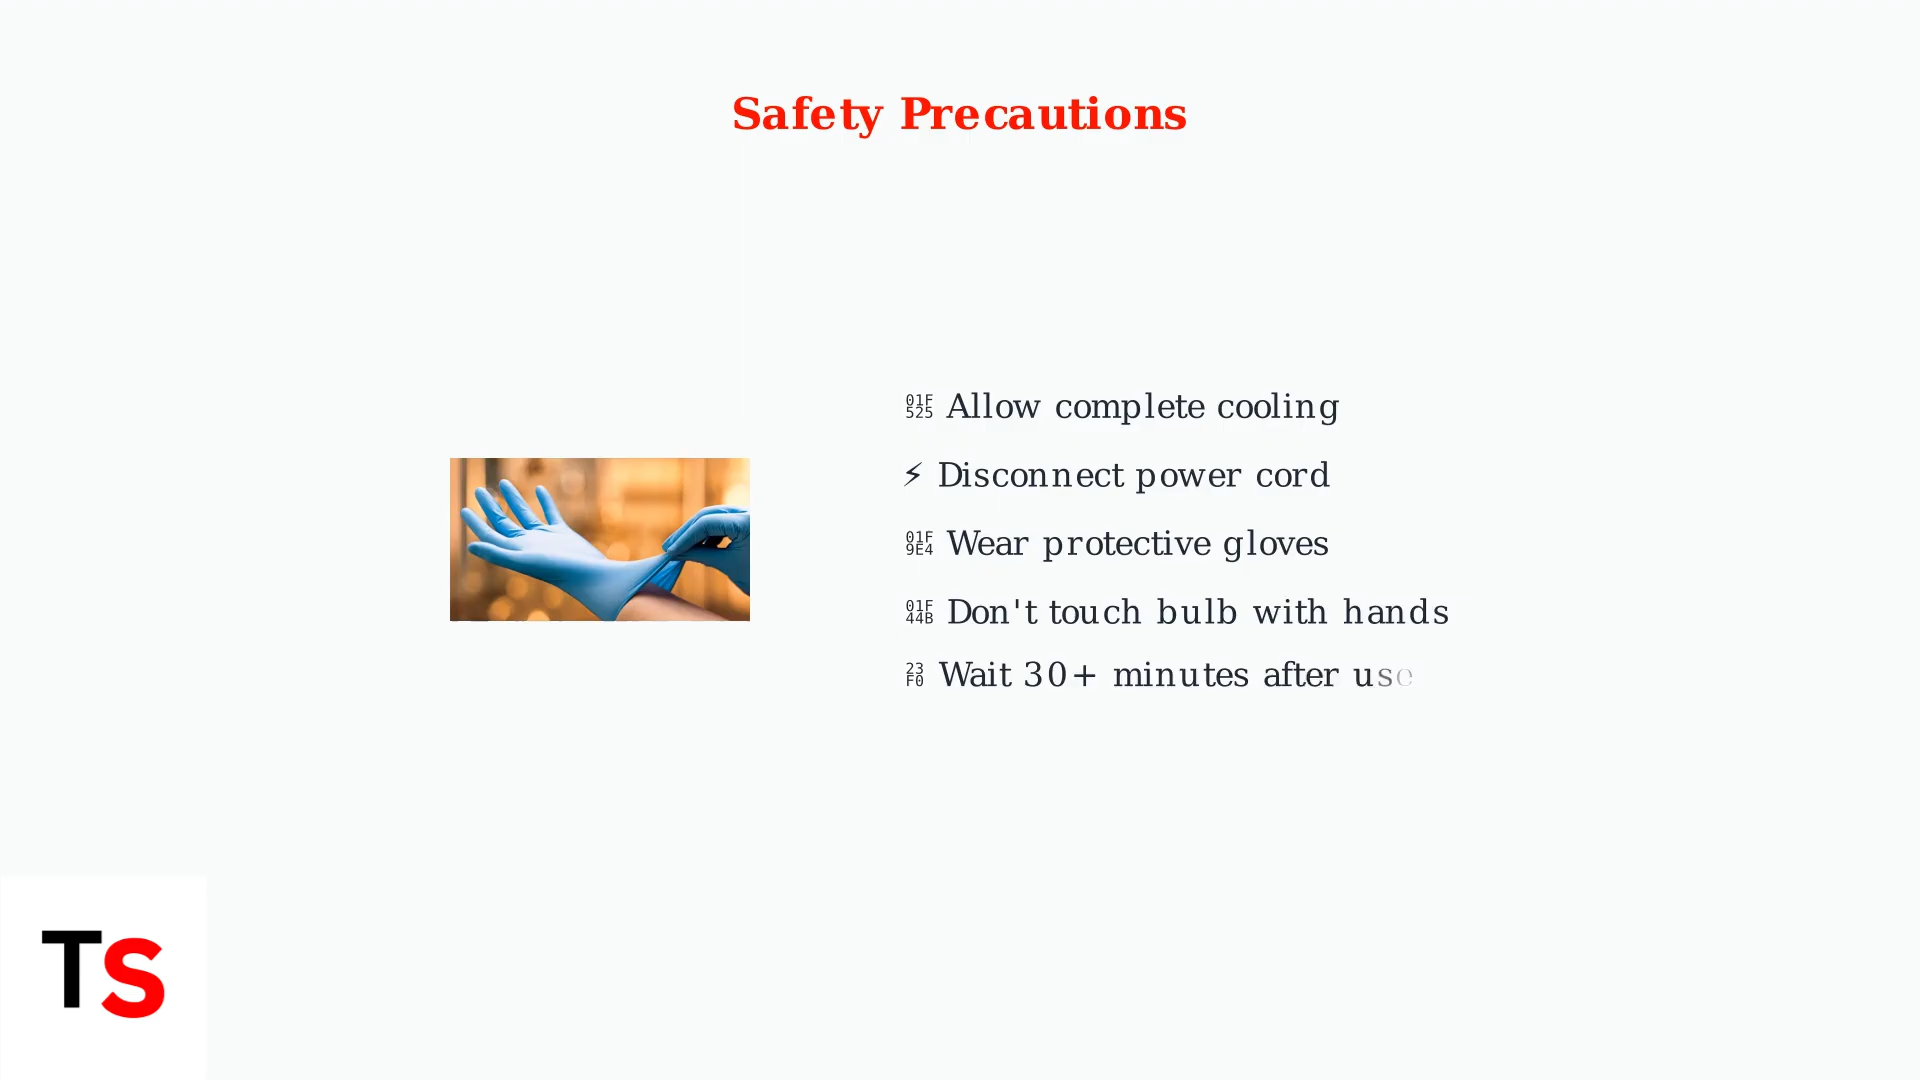 Safety Precautions
Allow complete cooling
⚡ Disconnect power cord
Wear protective gloves
Don't touch bulb with hands
Wait 30+ minutes after use
TS